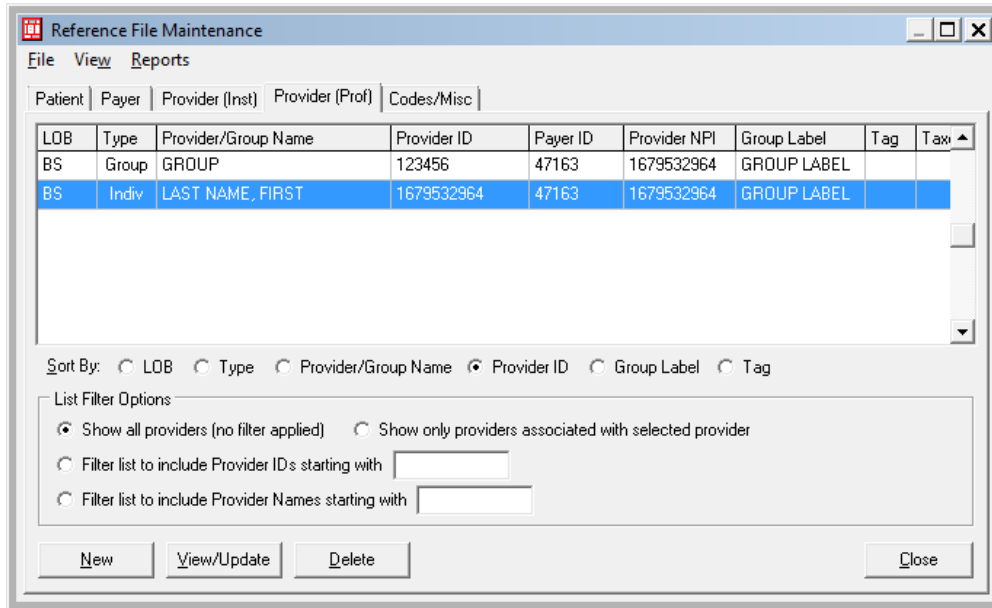 Reference File Maintenance
File View Reports
Patient Payer Provider (Inst) Provider (Prof) Codes/Misc
LOB Type Provider/Group Name Provider ID Payer ID Provider NPI Group Label Tag Tax
BS Group GROUP 123456 47163 1679532964 GROUP LABEL
BS Indiv LAST NAME, FIRST 1679532964 47163 1679532964 GROUP LABEL
Sort By: LOB Type Provider/Group Name Provider ID Group Label Tag
List Filter Options
Show all providers (no filter applied) Show only providers associated with selected provider
Filter list to include Provider IDs starting with
Filter list to include Provider Names starting with
New View/Update Delete Close